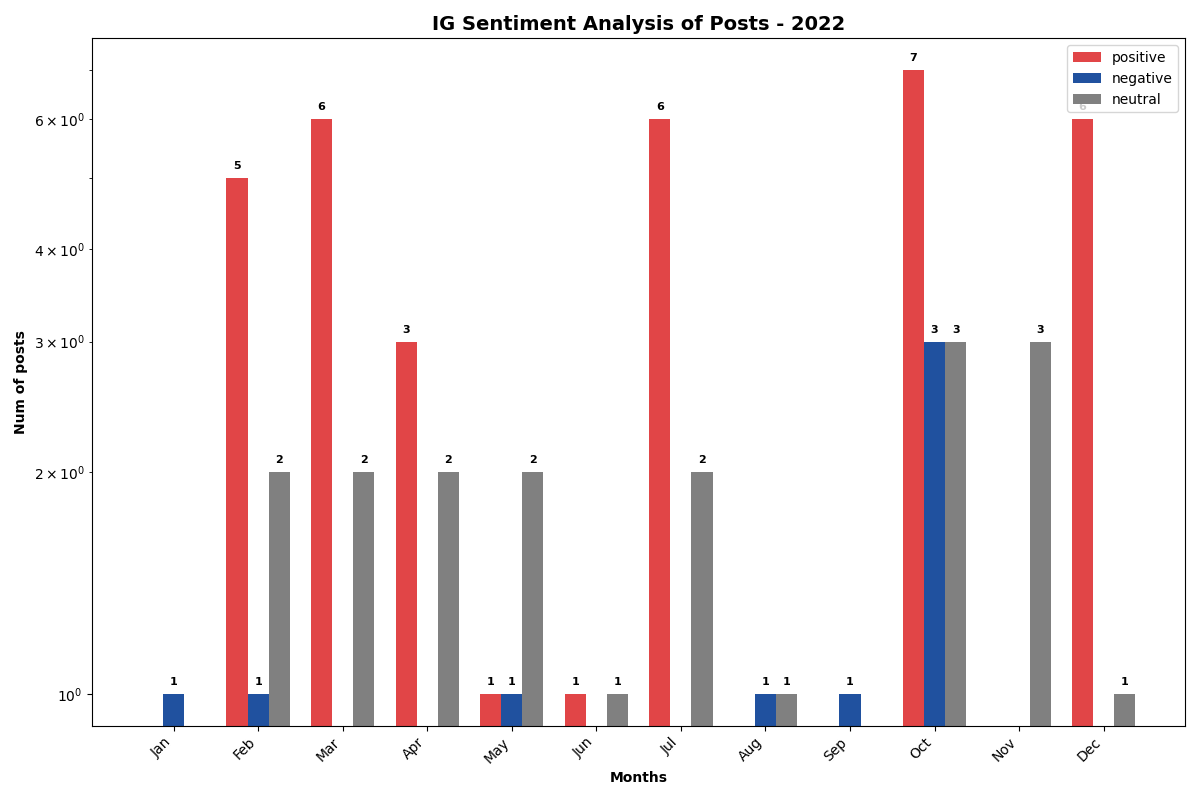 IG Sentiment Analysis of Posts - 2022
positive
negative
neutral
Num of posts
6 × 10⁰
4 × 10⁰
3 × 10⁰
2 × 10⁰
10⁰
1
5
1
2
6
2
3
2
1
1
2
1
1
6
2
1
1
1
7
3
3
3
6
1
Jan
Feb
Mar
Apr
May
Jun
Jul
Aug
Sep
Oct
Nov
Dec
Months